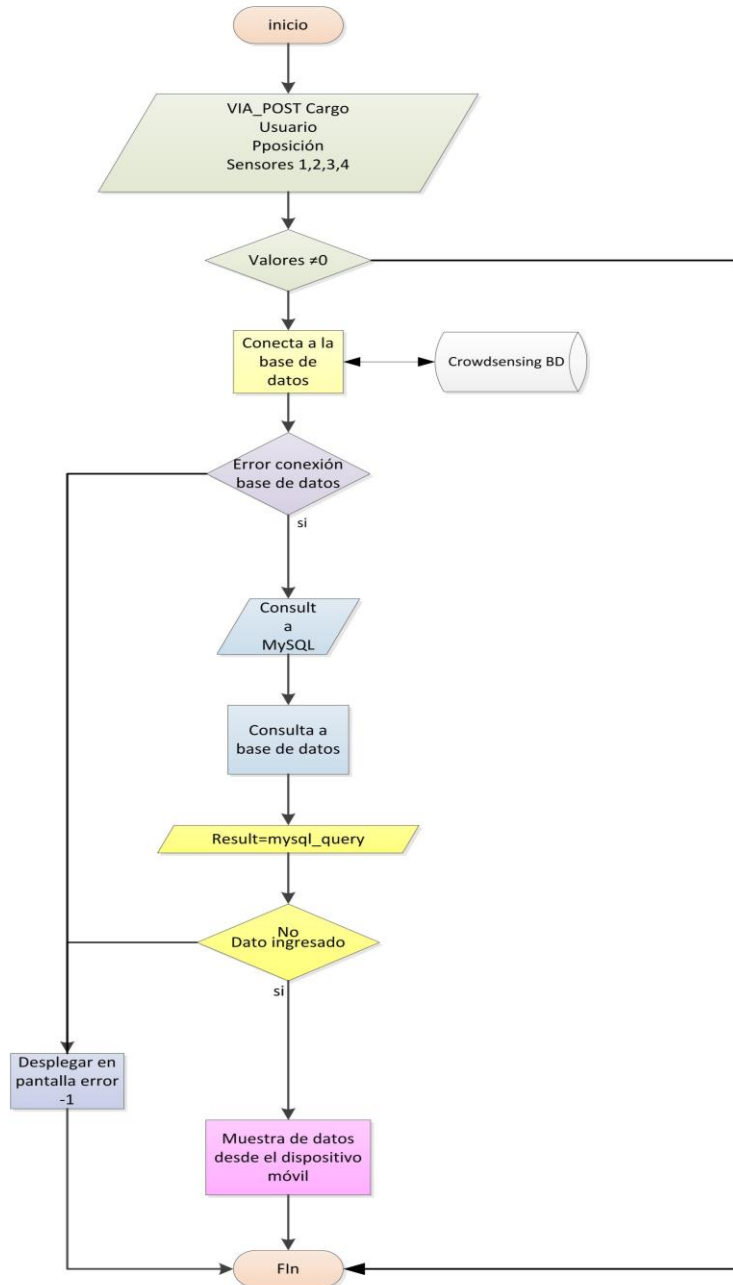 inicio
VIA_POST Cargo
Usuario
Pposición
Sensores 1,2,3,4
Valores ≠0
Conecta a la
base de
datos
Crowdsensing BD
Error conexión
base de datos
si
Consult
a
MySQL
Consulta a
base de datos
Result=mysql_query
No
Dato ingresado
si
Desplegar en
pantalla error
-1
Muestra de datos
desde el dispositivo
móvil
FIn